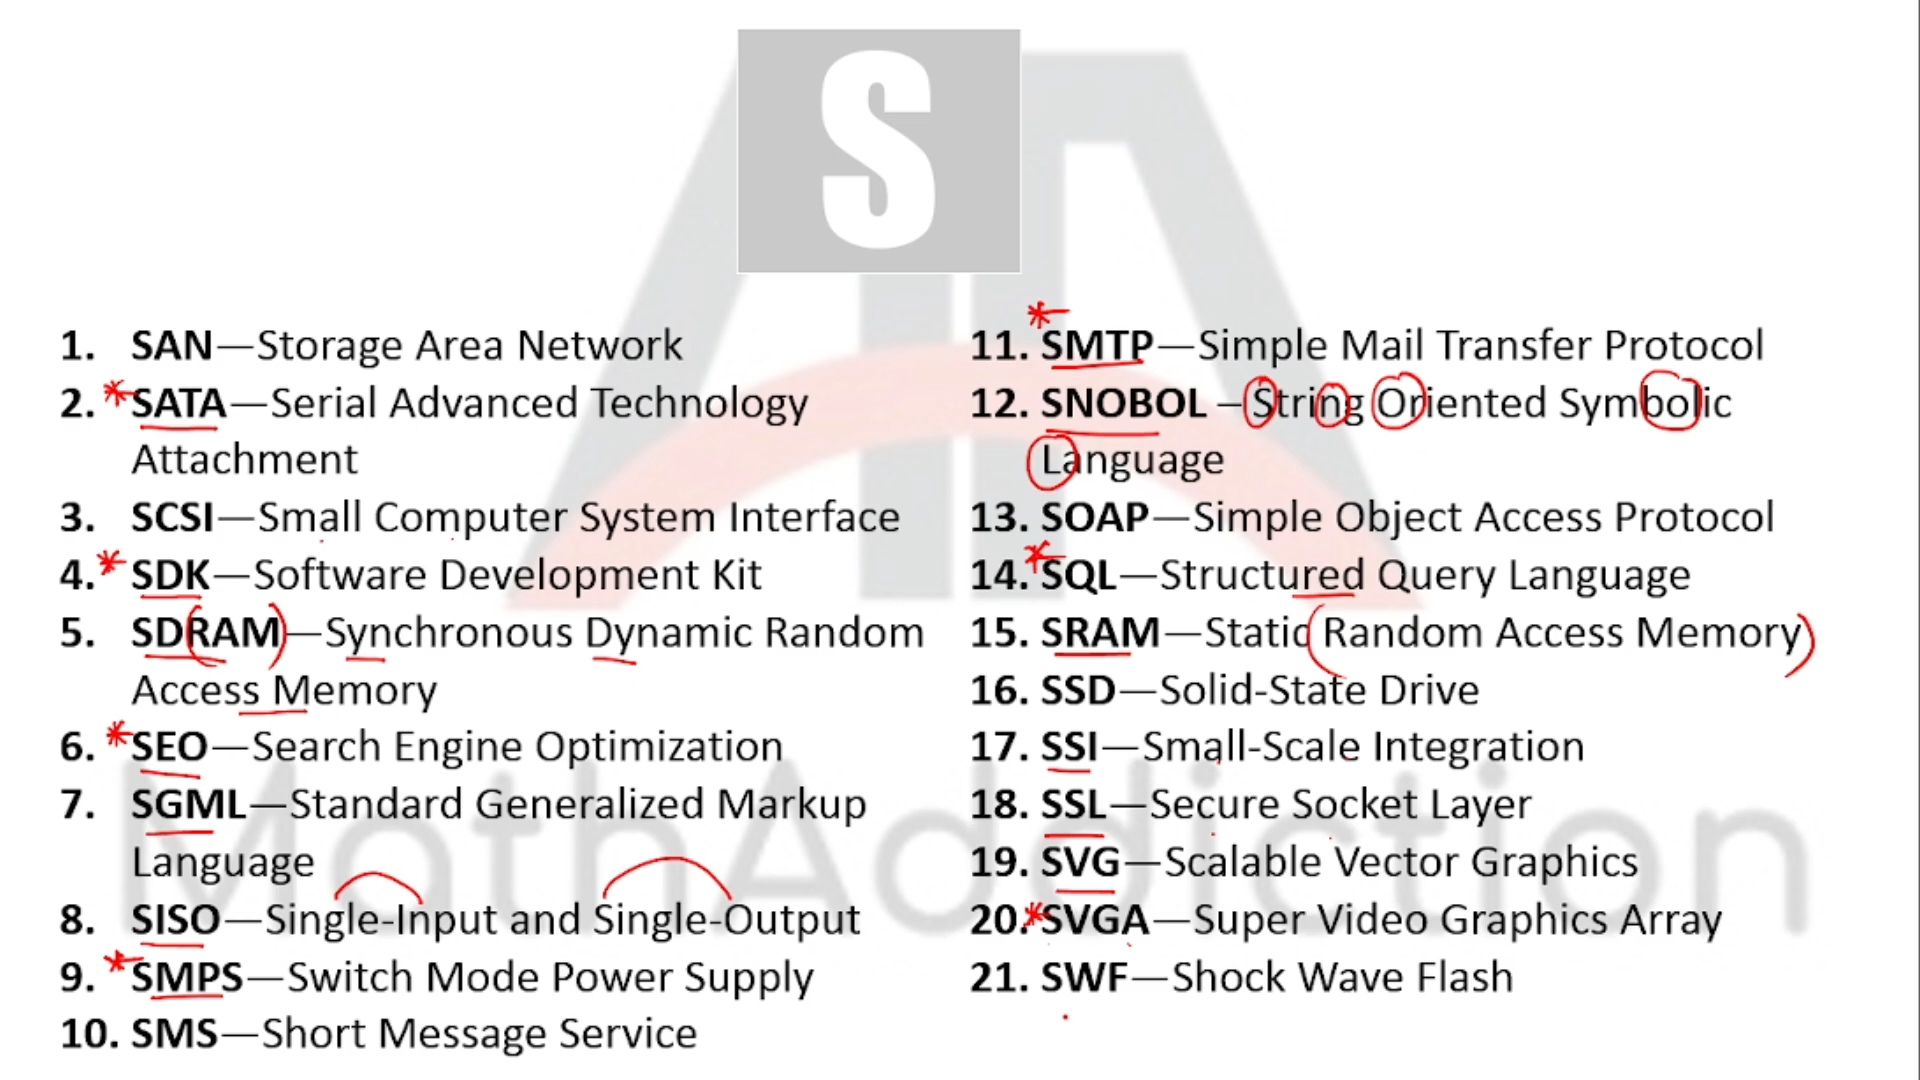 S
1. SAN—Storage Area Network
2. SATA—Serial Advanced Technology
Attachment
3. SCSI—Small Computer System Interface
4. SDK—Software Development Kit
5. SDRAM—Synchronous Dynamic Random
Access Memory
6. SEO—Search Engine Optimization
7. SGML—Standard Generalized Markup
Language
8. SISO—Single-Input and Single-Output
9. SMPS—Switch Mode Power Supply
10. SMS—Short Message Service
11. SMTP—Simple Mail Transfer Protocol
12. SNOBOL –String Oriented Symbolic
Language
13. SOAP—Simple Object Access Protocol
14. SQL—Structured Query Language
15. SRAM—Static Random Access Memory
16. SSD—Solid-State Drive
17. SSI—Small-Scale Integration
18. SSL—Secure Socket Layer
19. SVG—Scalable Vector Graphics
20. SVGA—Super Video Graphics Array
21. SWF—Shock Wave Flash
MathAddiction